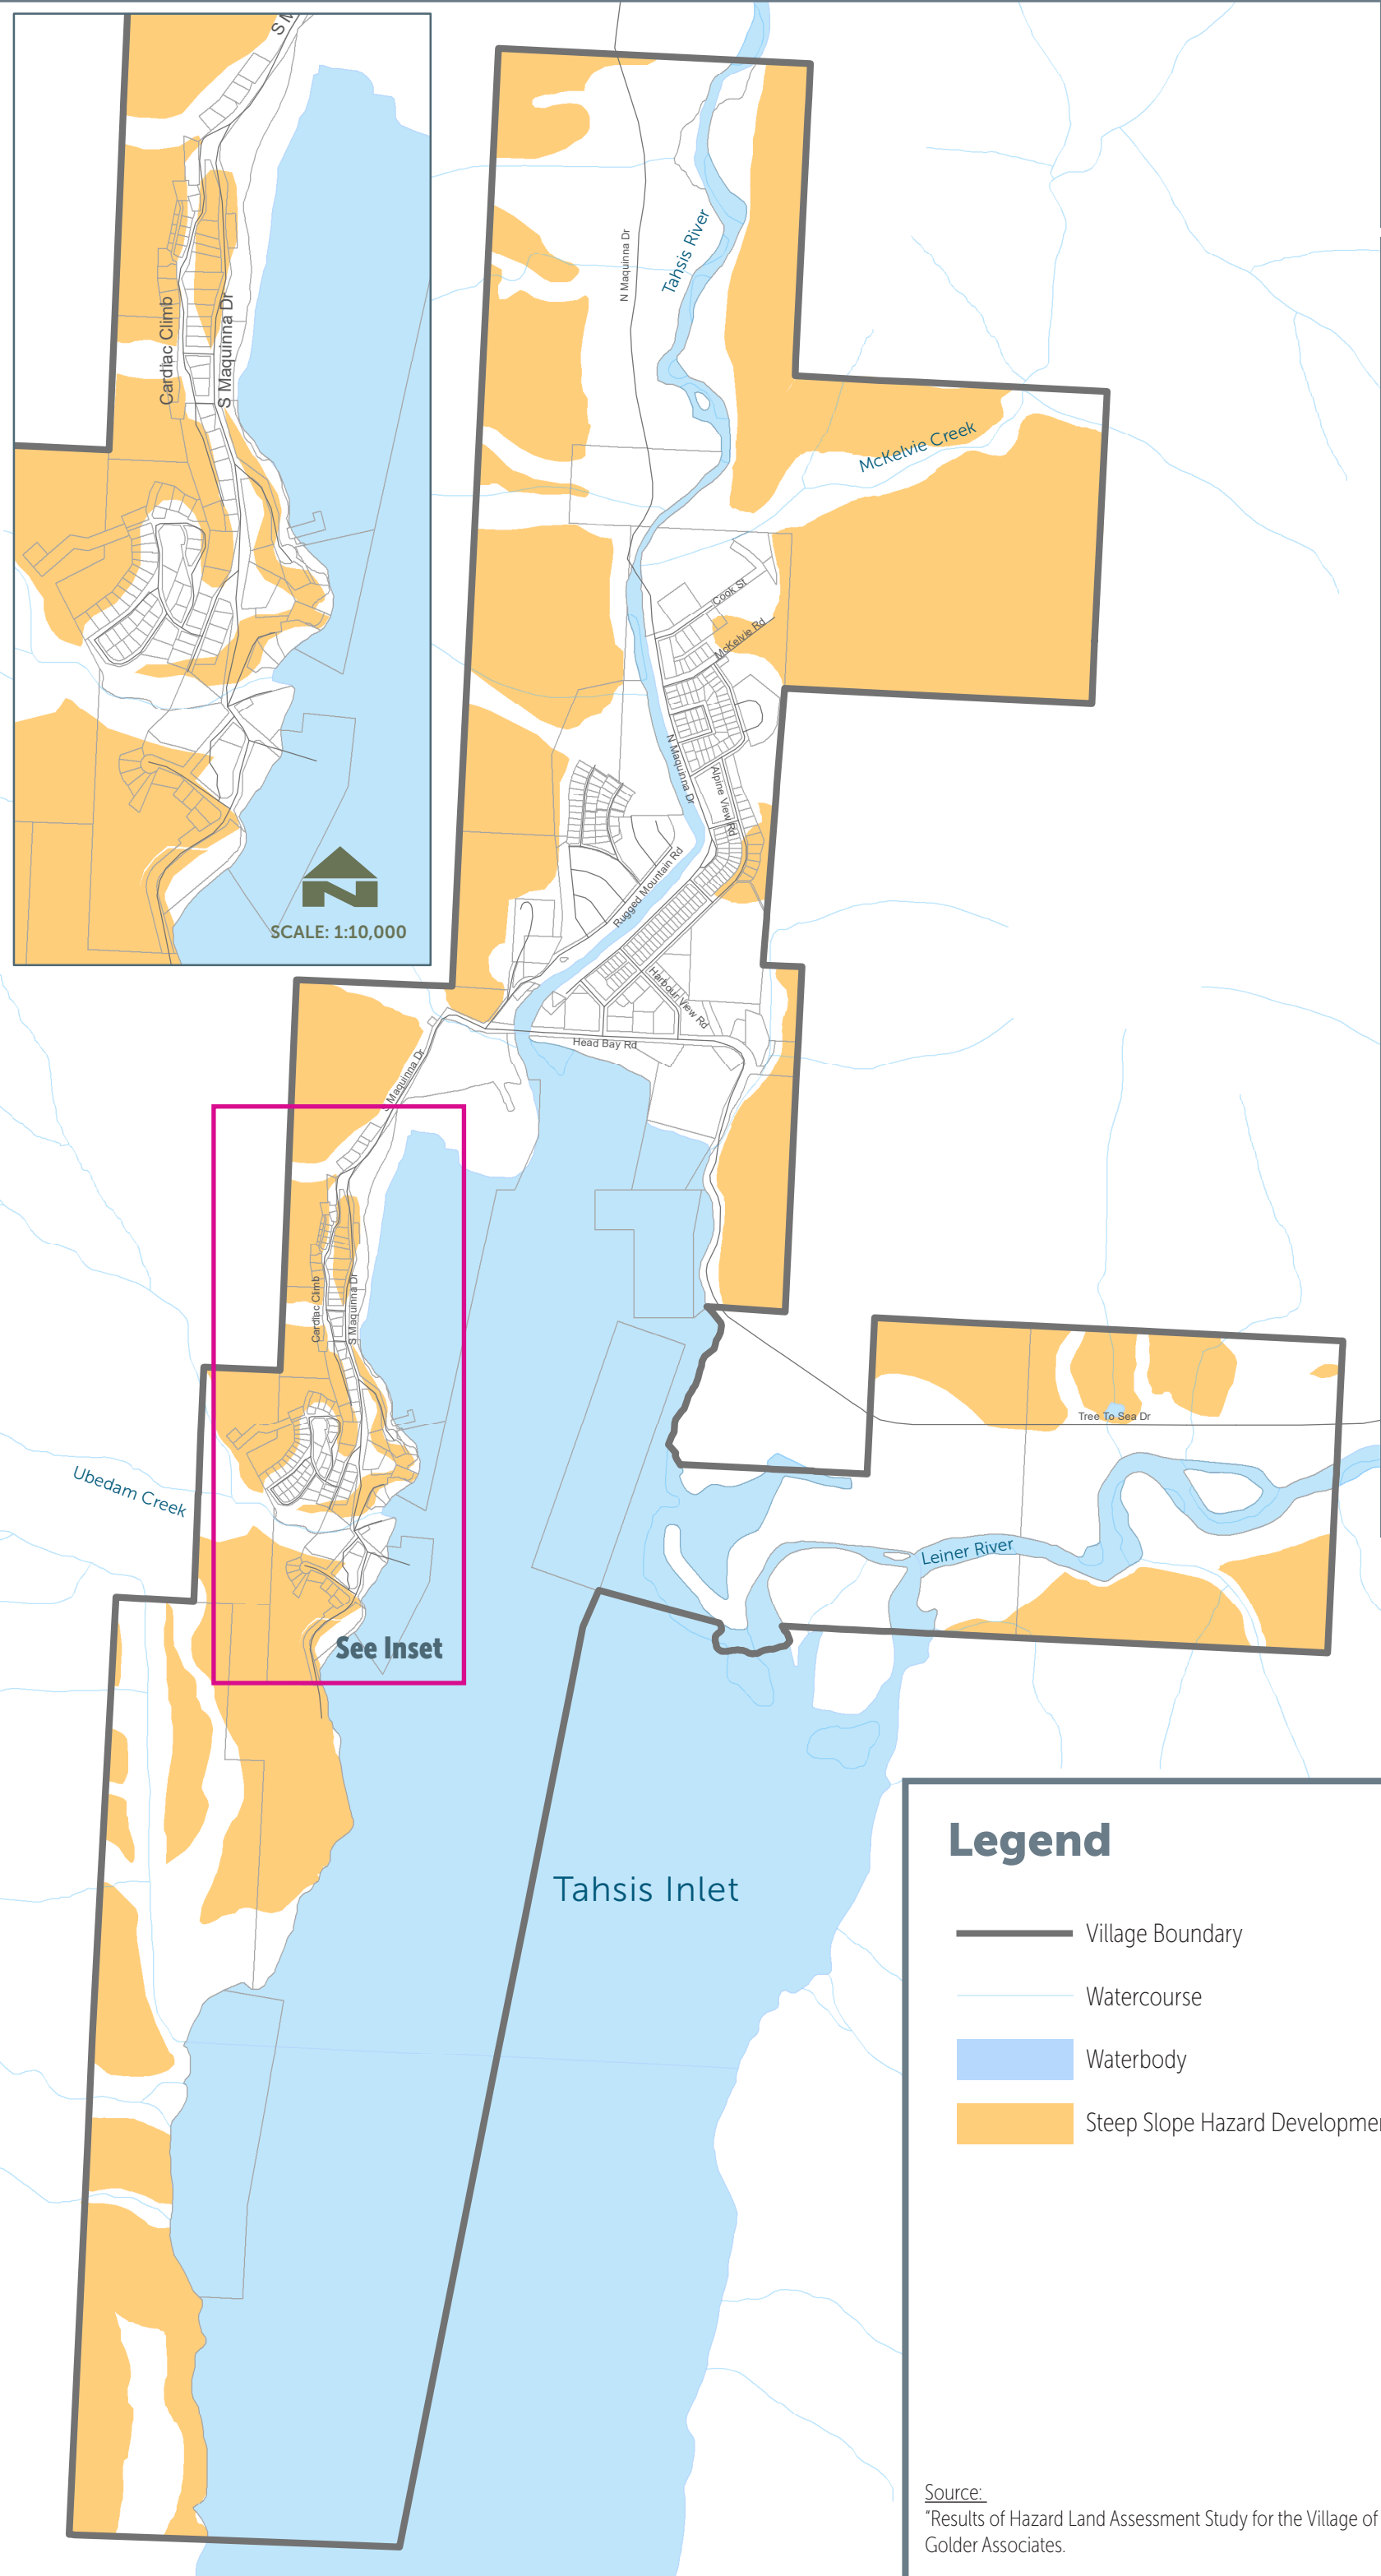 S M
Cardiac Climb
S Maquinna Dr
SCALE: 1:10,000
N Maquinna Dr
Tahsis River
McKelvie Creek
Cook St
McKelvie Rd
N Maquinna Dr
Alpine View Rd
Rugged Mountain Rd
Harbour View Rd
Head Bay Rd
S Maquinna Dr
Cardiac Climb
S Maquinna Dr
Ubedam Creek
See Inset
Tree To Sea Dr
Leiner River
Tahsis Inlet
Legend
Village Boundary
Watercourse
Waterbody
Steep Slope Hazard Developme
Source:
"Results of Hazard Land Assessment Study for the Village of
Golder Associates.